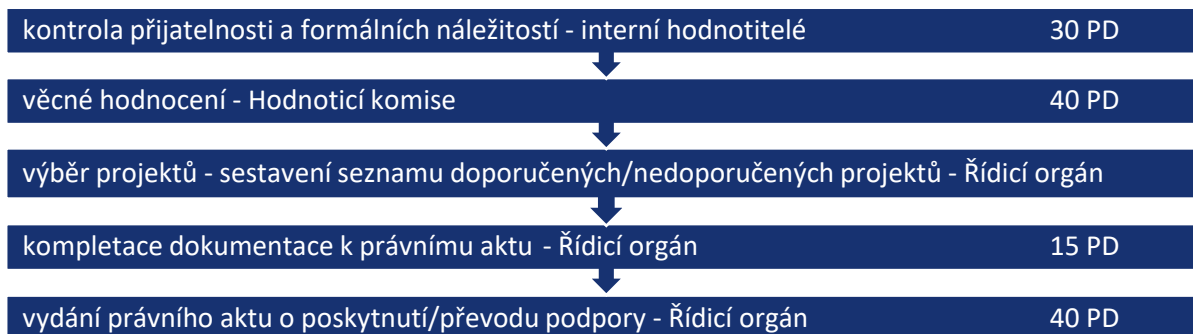 kontrola přijatelnosti a formálních náležitostí - interní hodnotitelé 30 PD
věcné hodnocení - Hodnoticí komise 40 PD
výběr projektů - sestavení seznamu doporučených/nedoporučených projektů - Řídicí orgán
kompletace dokumentace k právnímu aktu - Řídicí orgán 15 PD
vydání právního aktu o poskytnutí/převodu podpory - Řídicí orgán 40 PD